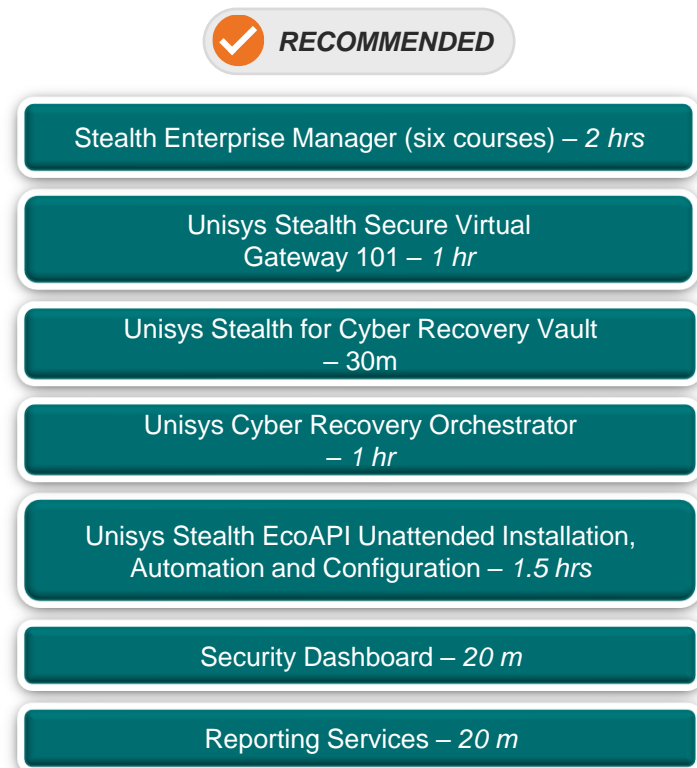 RECOMMENDED
Stealth Enterprise Manager (six courses) – 2 hrs
Unisys Stealth Secure Virtual
Gateway 101 – 1 hr
Unisys Stealth for Cyber Recovery Vault
– 30m
Unisys Cyber Recovery Orchestrator
– 1 hr
Unisys Stealth EcoAPI Unattended Installation,
Automation and Configuration – 1.5 hrs
Security Dashboard – 20 m
Reporting Services – 20 m